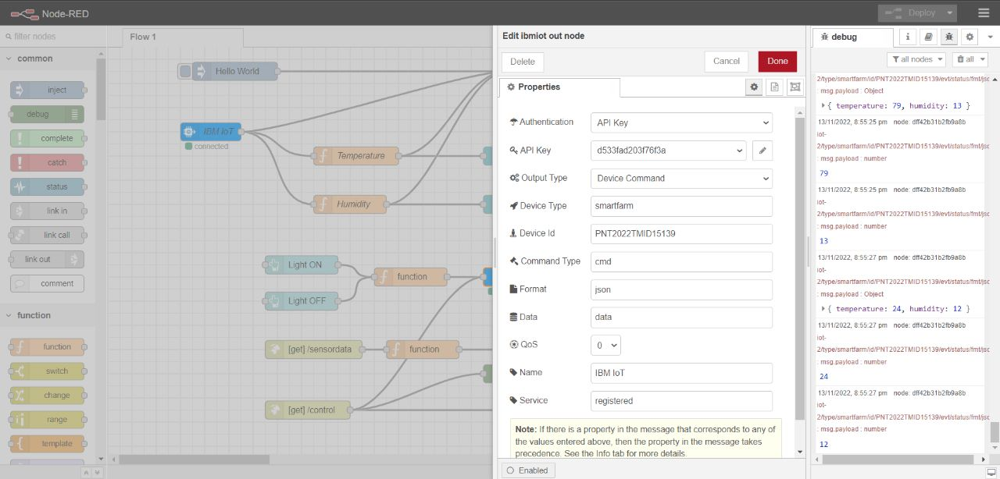 Node-RED
Deploy
filter nodes
Flow 1
common
inject
debug
complete
catch
status
link in
link call
link out
comment
function
function
switch
change
range
template
Hello World
IBM IoT
connected
Temperature
Humidity
Light ON
function
Light OFF
[get] /sensordata
function
[get] /control
Edit ibmiot out node
Delete
Cancel
Done
Properties
Authentication
API Key
API Key
d533fad203f76f3a
Output Type
Device Command
Device Type
smartfarm
Device Id
PNT2022TMID15139
Command Type
cmd
Format
json
Data
data
QoS
0
Name
IBM IoT
Service
registered
Note: If there is a property in the message that corresponds to any of
the values entered above, then the property in the message takes
precedence. See the Info tab for more details.
Enabled
debug
i
all nodes
all
2/type/smartfarm/id/PNT2022TMID15139/evt/status/fmt/jsc
: msg.payload : Object
{ temperature: 79, humidity: 13 }
13/11/2022, 8:55:25 pm node: dff42b31b2fb9a8b
iot-
2/type/smartfarm/id/PNT2022TMID15139/evt/status/fmt/jsc
: msg.payload : number
79
13/11/2022, 8:55:25 pm node: dff42b31b2fb9a8b
iot-
2/type/smartfarm/id/PNT2022TMID15139/evt/status/fmt/jsc
: msg.payload : number
13
13/11/2022, 8:55:27 pm node: dff42b31b2fb9a8b
iot-
2/type/smartfarm/id/PNT2022TMID15139/evt/status/fmt/jsc
: msg.payload : Object
{ temperature: 24, humidity: 12 }
13/11/2022, 8:55:27 pm node: dff42b31b2fb9a8b
iot-
2/type/smartfarm/id/PNT2022TMID15139/evt/status/fmt/jsc
: msg.payload : number
24
13/11/2022, 8:55:27 pm node: dff42b31b2fb9a8b
iot-
2/type/smartfarm/id/PNT2022TMID15139/evt/status/fmt/jsc
: msg.payload : number
12